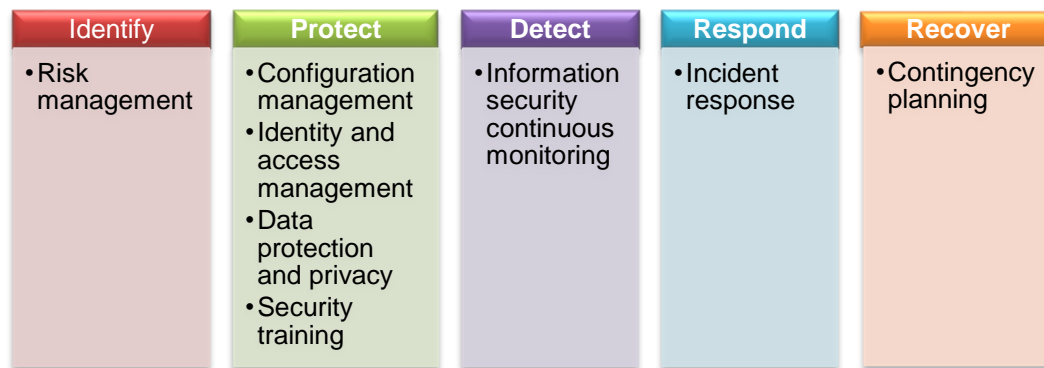 Identify
• Risk
management
Protect
• Configuration
management
• Identity and
access
management
• Data
protection
and privacy
• Security
training
Detect
• Information
security
continuous
monitoring
Respond
• Incident
response
Recover
• Contingency
planning